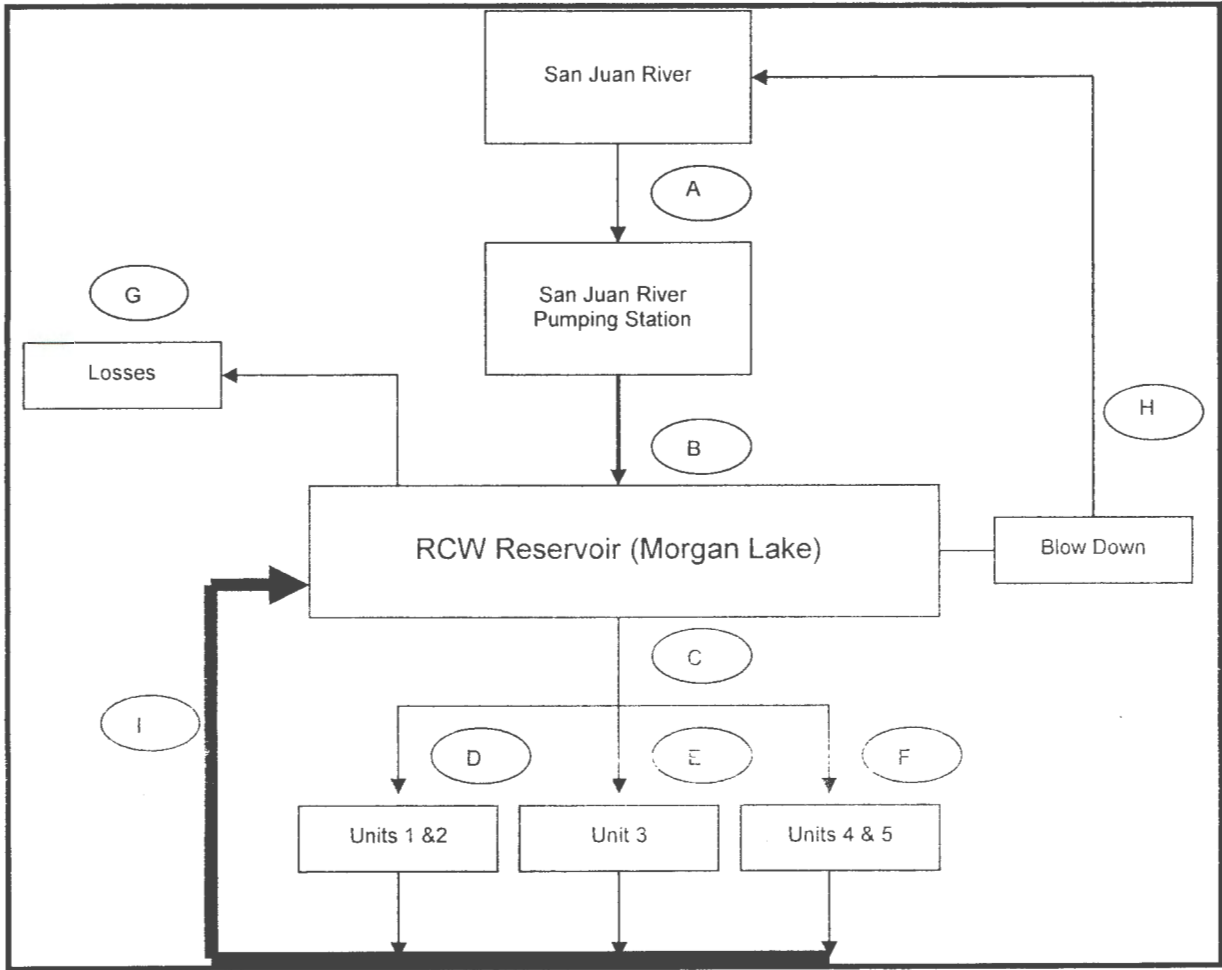 San Juan River
A
G
San Juan River
Pumping Station
Losses
H
B
RCW Reservoir (Morgan Lake)
Blow Down
C
I
D
E
F
Units 1 &2
Unit 3
Units 4 & 5